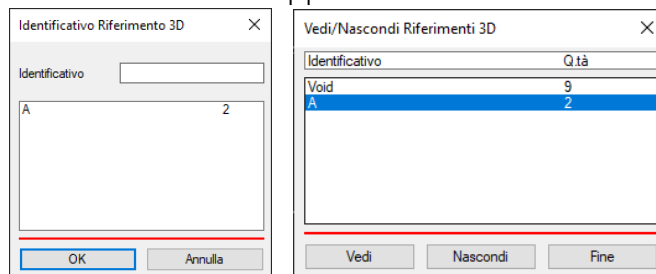 Identificativo Riferimento 3D
Identificativo
A 2
OK Annulla
Vedi/Nascondi Riferimenti 3D
Identificativo Q.tà
Void 9
A 2
Vedi Nascondi Fine